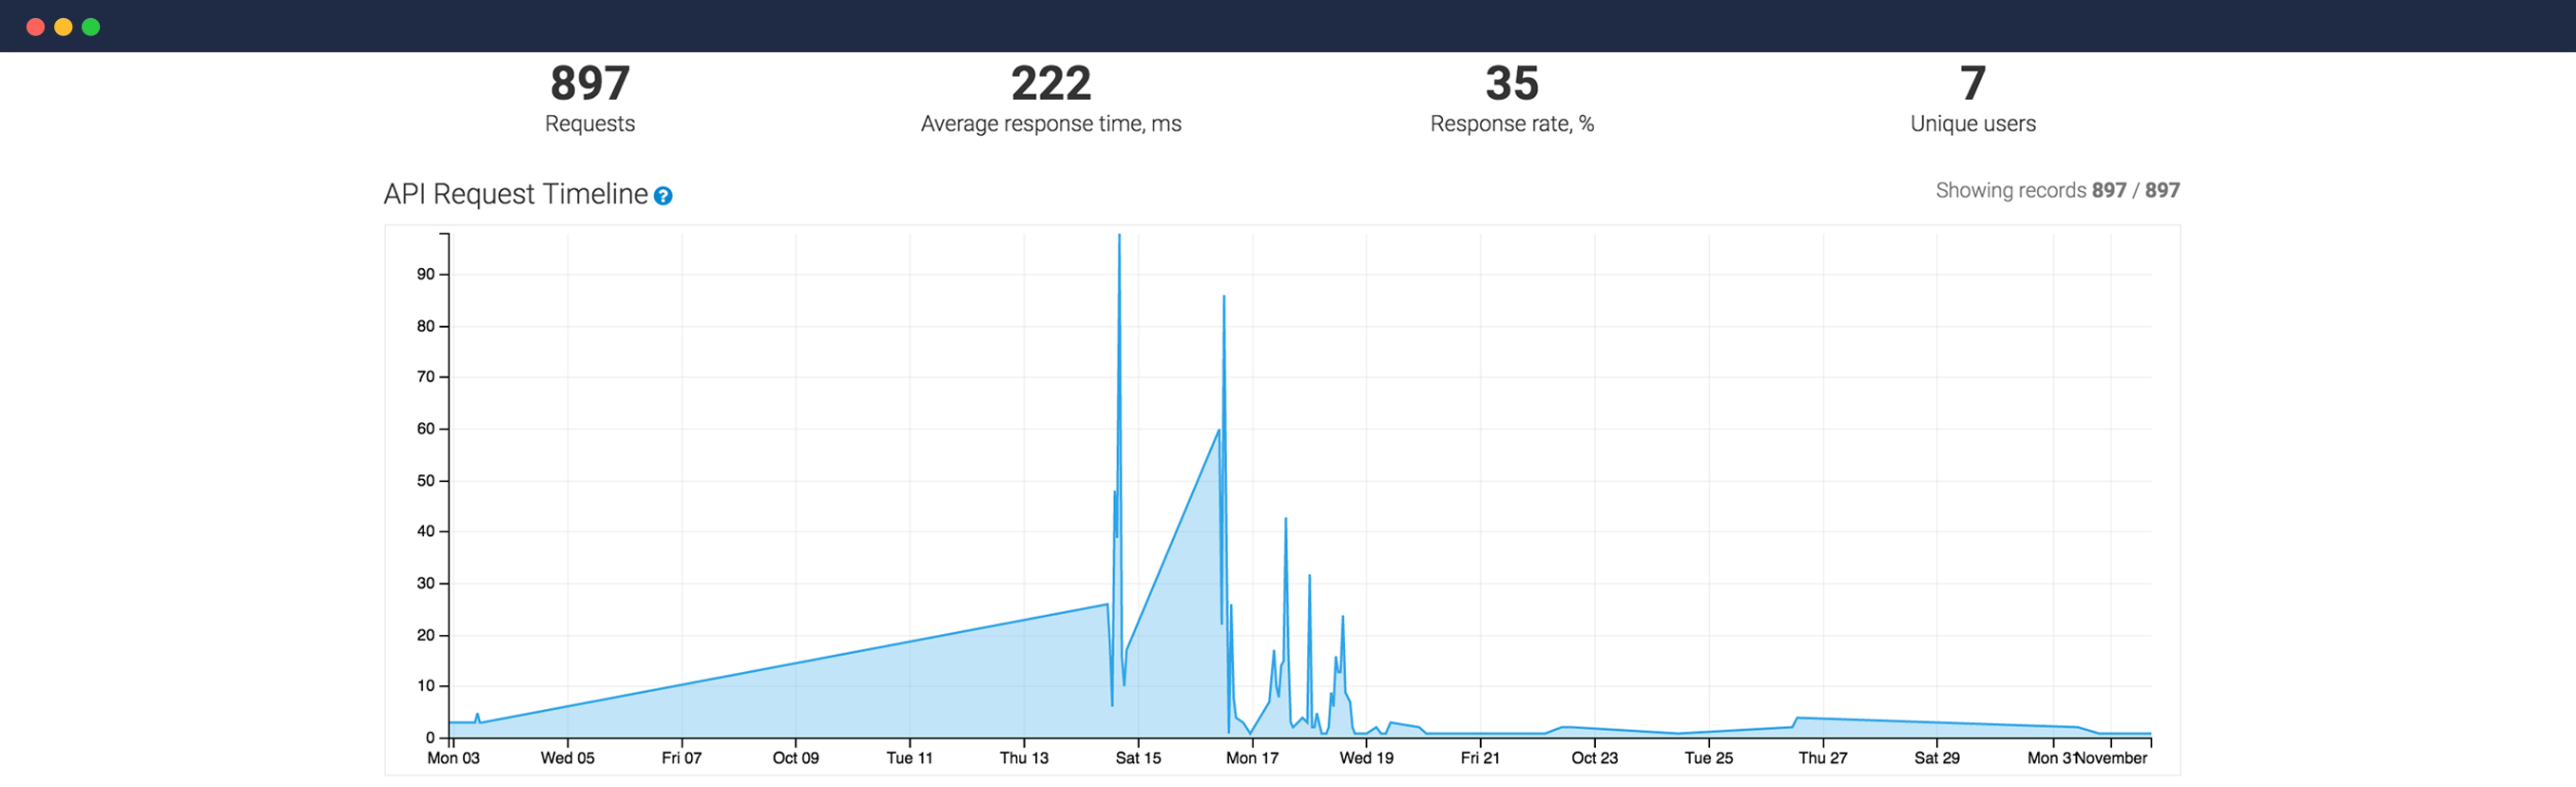 897
Requests
222
Average response time, ms
35
Response rate, %
7
Unique users
API Request Timeline ?
Showing records 897 / 897
90
80
70
60
50
40
30
20
10
0
Mon 03 Wed 05 Fri 07 Oct 09 Tue 11 Thu 13 Sat 15 Mon 17 Wed 19 Fri 21 Oct 23 Tue 25 Thu 27 Sat 29 Mon 31 November